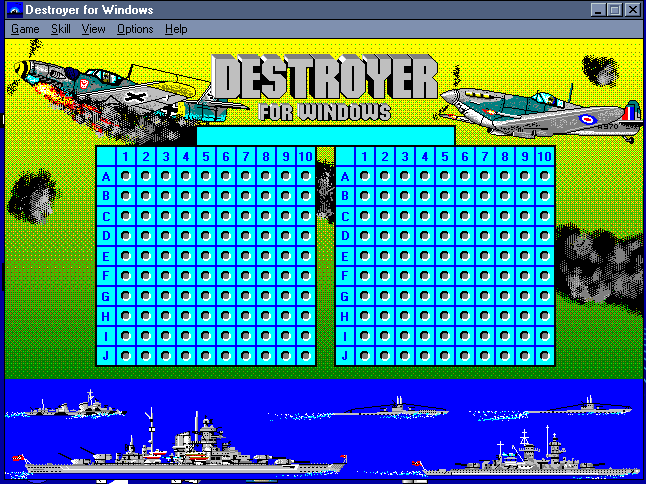 Destroyer for Windows
Game Skill View Options Help
DESTROYER
FOR WINDOWS
1 2 3 4 5 6 7 8 9 10 1 2 3 4 5 6 7 8 9 10
A A
B B
C C
D D
E E
F F
G G
H H
I I
J J